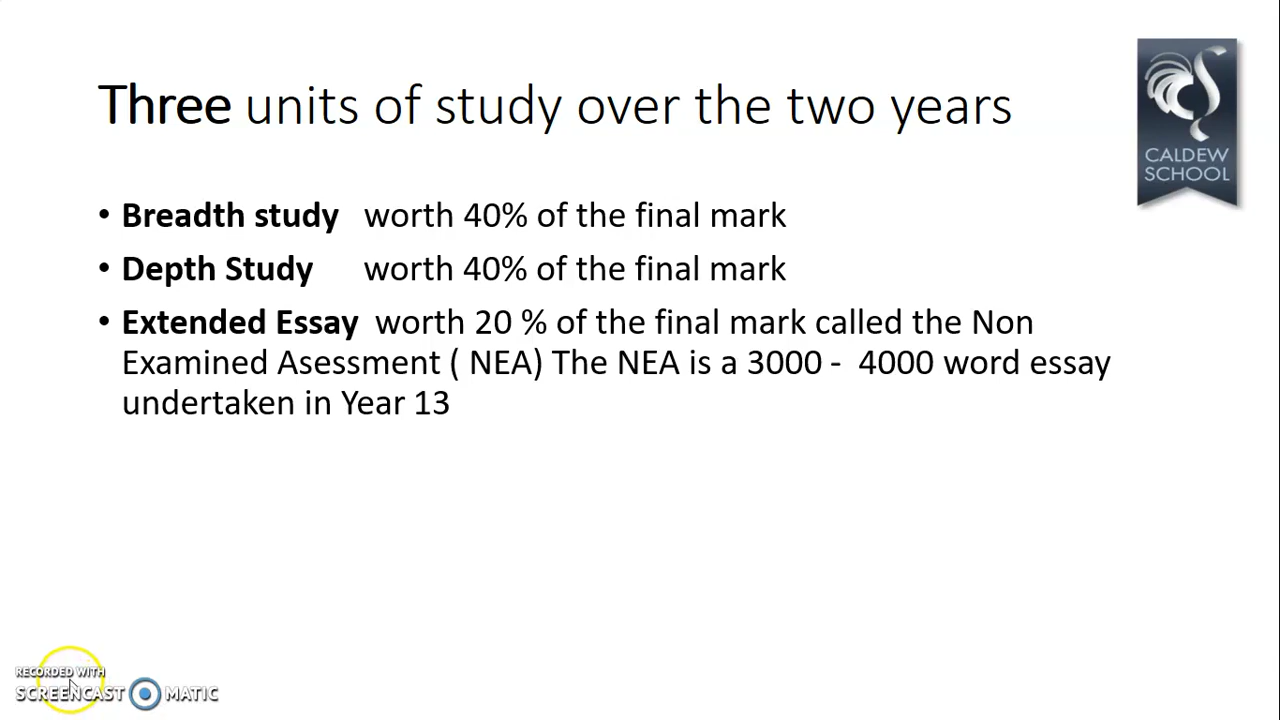 Three units of study over the two years
CALDEW
SCHOOL
• Breadth study worth 40% of the final mark
• Depth Study worth 40% of the final mark
• Extended Essay worth 20 % of the final mark called the Non
Examined Asessment ( NEA) The NEA is a 3000 - 4000 word essay
undertaken in Year 13
RECORDED WITH
SCREENCAST MATIC